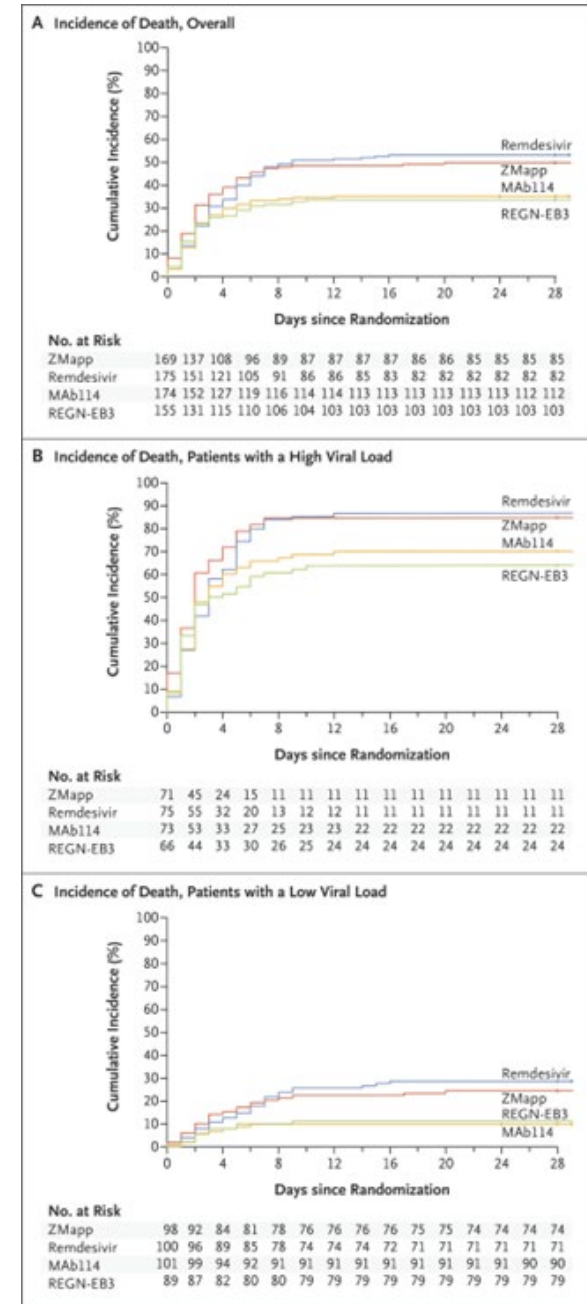 A Incidence of Death, Overall
Cumulative Incidence (%)
100
90
80
70
60
50
40
30
20
10
0
Remdesivir
ZMapp
MAb114
REGN-EB3
0 4 8 12 16 20 24 28
Days since Randomization
No. at Risk
ZMapp 169 137 108 96 89 87 87 87 87 86 86 85 85 85 85
Remdesivir 175 151 121 105 91 86 86 85 83 82 82 82 82 82 82
MAb114 174 152 127 119 116 114 114 113 113 113 113 113 113 112 112
REGN-EB3 155 131 115 110 106 104 103 103 103 103 103 103 103 103 103
B Incidence of Death, Patients with a High Viral Load
Cumulative Incidence (%)
100
90
80
70
60
50
40
30
20
10
0
Remdesivir
ZMapp
MAb114
REGN-EB3
0 4 8 12 16 20 24 28
Days since Randomization
No. at Risk
ZMapp 71 45 24 15 11 11 11 11 11 11 11 11 11 11 11
Remdesivir 75 55 32 20 13 12 12 11 11 11 11 11 11 11 11
MAb114 73 53 33 27 25 23 23 22 22 22 22 22 22 22 22
REGN-EB3 66 44 33 30 26 25 24 24 24 24 24 24 24 24 24
C Incidence of Death, Patients with a Low Viral Load
Cumulative Incidence (%)
100
90
80
70
60
50
40
30
20
10
0
Remdesivir
ZMapp
REGN-EB3
MAb114
0 4 8 12 16 20 24 28
Days since Randomization
No. at Risk
ZMapp 98 92 84 81 78 76 76 76 76 75 75 74 74 74 74
Remdesivir 100 96 89 85 78 74 74 74 72 71 71 71 71 71 71
MAb114 101 99 94 92 91 91 91 91 91 91 91 91 91 90 90
REGN-EB3 89 87 82 80 80 79 79 79 79 79 79 79 79 79 79